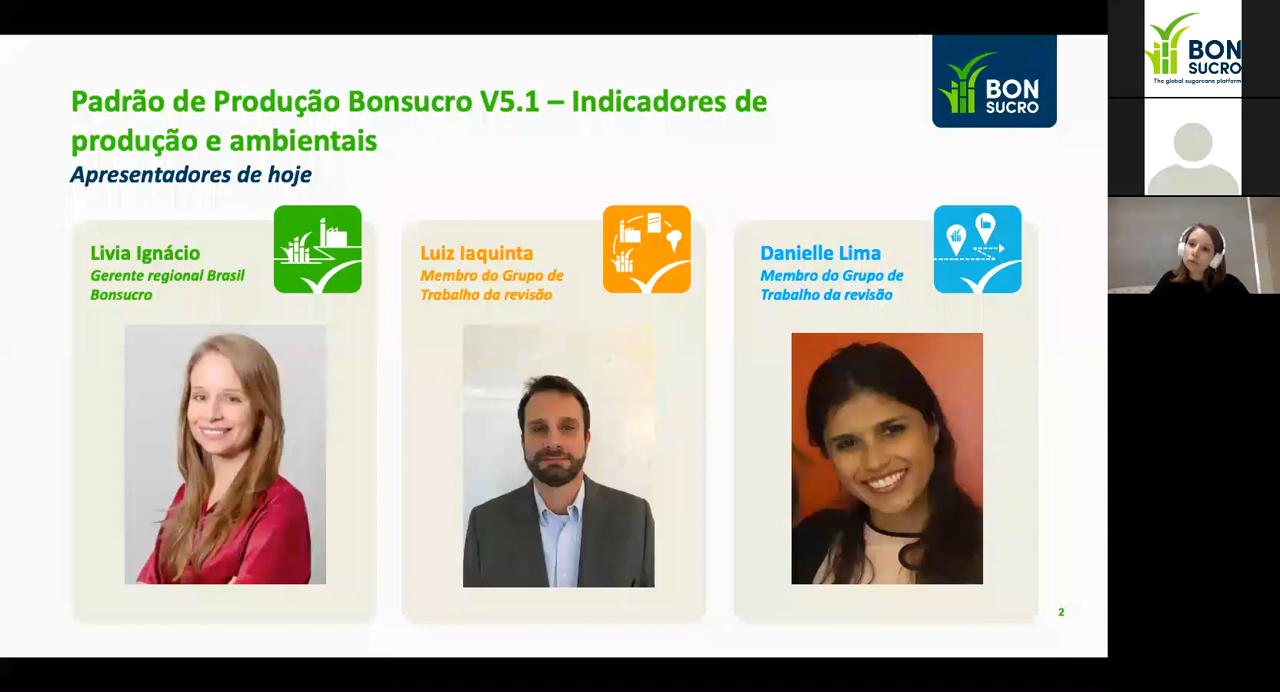 Padrão de Produção Bonsucro V5.1 – Indicadores de
produção e ambientais
Apresentadores de hoje
BON
SUCRO
Livia Ignácio
Gerente regional Brasil
Bonsucro
Luiz Iaquinta
Membro do Grupo de
Trabalho da revisão
Danielle Lima
Membro do Grupo de
Trabalho da revisão
2
BON
SUCRO
The global sugarcane platform